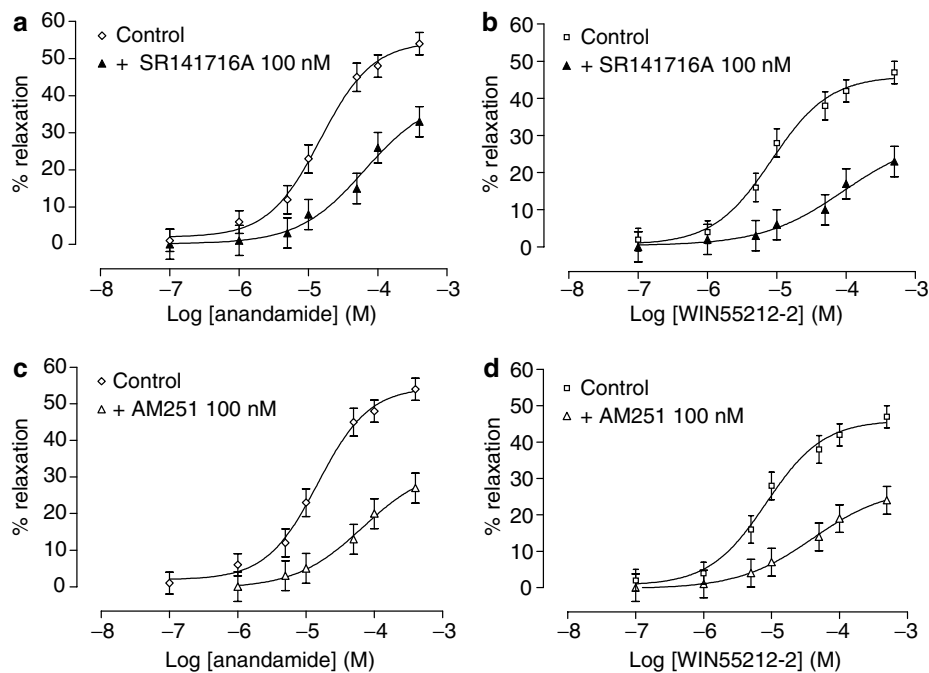 a
◇ Control
▲ + SR141716A 100 nM
% relaxation
60
50
40
30
20
10
0
–8 –7 –6 –5 –4 –3
Log [anandamide] (M)
b
□ Control
▲ + SR141716A 100 nM
% relaxation
60
50
40
30
20
10
0
–8 –7 –6 –5 –4 –3
Log [WIN55212-2] (M)
c
◇ Control
△ + AM251 100 nM
% relaxation
60
50
40
30
20
10
0
–8 –7 –6 –5 –4 –3
Log [anandamide] (M)
d
□ Control
△ + AM251 100 nM
% relaxation
60
50
40
30
20
10
0
–8 –7 –6 –5 –4 –3
Log [WIN55212-2] (M)